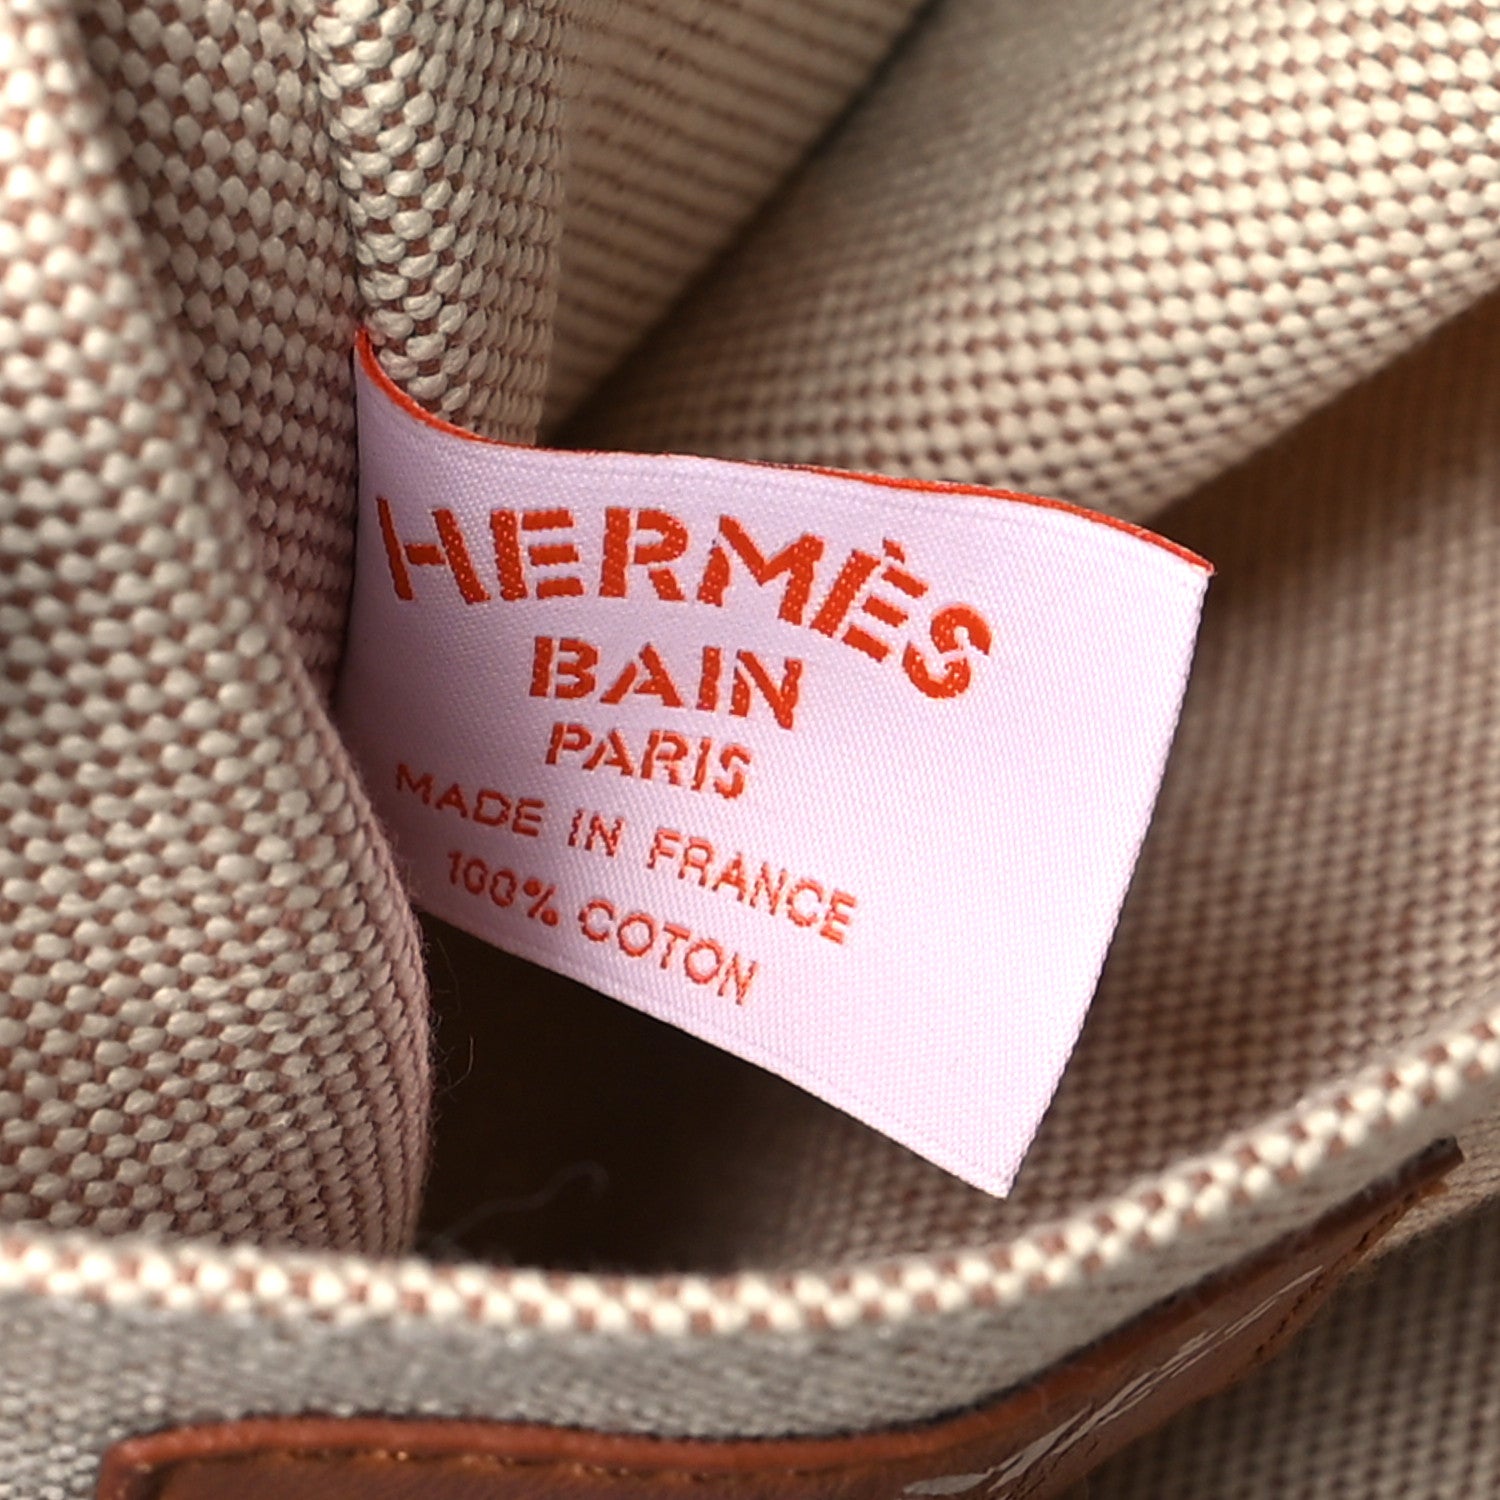 HERMÈS
BAIN
PARIS
MADE IN FRANCE
100% COTON